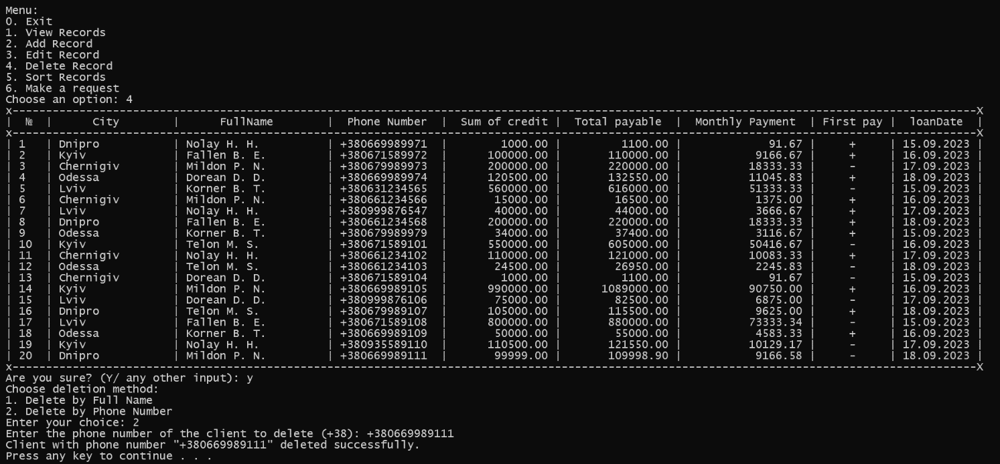 Menu:
0. Exit
1. View Records
2. Add Record
3. Edit Record
4. Delete Record
5. Sort Records
6. Make a request
Choose an option: 4
x------------------------------------------------------------------------------------------------------------------------------------------------X
|  №  |      City        |      FullName        |  Phone Number  |  Sum of credit |  Total payable  |  Monthly Payment  | First pay |  loanDate  |
x------------------------------------------------------------------------------------------------------------------------------------------------X
| 1   | Dnipro           | Nolay H. H.          | +380669989971  |        1000.00 |         1100.00 |             91.67 |     +     | 15.09.2023 |
| 2   | Kyiv             | Fallen B. E.         | +380671589972  |      100000.00 |       110000.00 |           9166.67 |     +     | 16.09.2023 |
| 3   | Chernigiv        | Mildon P. N.         | +380679989973  |      200000.00 |       220000.00 |          18333.33 |     -     | 17.09.2023 |
| 4   | Odessa           | Dorean D. D.         | +380669989974  |      120500.00 |       132550.00 |          11045.83 |     +     | 18.09.2023 |
| 5   | Lviv             | Korner B. T.         | +380631234565  |      560000.00 |       616000.00 |          51333.33 |     -     | 15.09.2023 |
| 6   | Chernigiv        | Mildon P. N.         | +380661234566  |       15000.00 |        16500.00 |           1375.00 |     +     | 16.09.2023 |
| 7   | Lviv             | Nolay H. H.          | +380999876547  |       40000.00 |        44000.00 |           3666.67 |     +     | 17.09.2023 |
| 8   | Dnipro           | Fallen B. E.         | +380661234568  |      200000.00 |       220000.00 |          18333.33 |     +     | 18.09.2023 |
| 9   | Odessa           | Korner B. T.         | +380669989979  |       34000.00 |        37400.00 |           3116.67 |     +     | 15.09.2023 |
| 10  | Kyiv             | Telon M. S.          | +380671589101  |      550000.00 |       605000.00 |          50416.67 |     -     | 16.09.2023 |
| 11  | Chernigiv        | Nolay H. H.          | +380661234102  |      110000.00 |       121000.00 |          10083.33 |     +     | 17.09.2023 |
| 12  | Odessa           | Telon M. S.          | +380661234103  |       24500.00 |        26950.00 |           2245.83 |     -     | 18.09.2023 |
| 13  | Chernigiv        | Dorean D. D.         | +380671589104  |        1000.00 |         1100.00 |             91.67 |     -     | 15.09.2023 |
| 14  | Kyiv             | Mildon P. N.         | +380669989105  |      990000.00 |      1089000.00 |          90750.00 |     +     | 16.09.2023 |
| 15  | Lviv             | Dorean D. D.         | +380999876106  |       75000.00 |        82500.00 |           6875.00 |     -     | 17.09.2023 |
| 16  | Dnipro           | Telon M. S.          | +380679989107  |      105000.00 |       115500.00 |           9625.00 |     +     | 18.09.2023 |
| 17  | Lviv             | Fallen B. E.         | +380671589108  |      800000.00 |       880000.00 |          73333.34 |     -     | 15.09.2023 |
| 18  | Odessa           | Korner B. T.         | +380669989109  |       50000.00 |        55000.00 |           4583.33 |     +     | 16.09.2023 |
| 19  | Kyiv             | Nolay H. H.          | +380935589110  |      110500.00 |       121550.00 |          10129.17 |     -     | 17.09.2023 |
| 20  | Dnipro           | Mildon P. N.         | +380669989111  |       99999.00 |       109998.90 |           9166.58 |     -     | 18.09.2023 |
x------------------------------------------------------------------------------------------------------------------------------------------------X
Are you sure? (Y/ any other input): y
Choose deletion method:
1. Delete by Full Name
2. Delete by Phone Number
Enter your choice: 2
Enter the phone number of the client to delete (+38): +380669989111
Client with phone number "+380669989111" deleted successfully.
Press any key to continue . . .